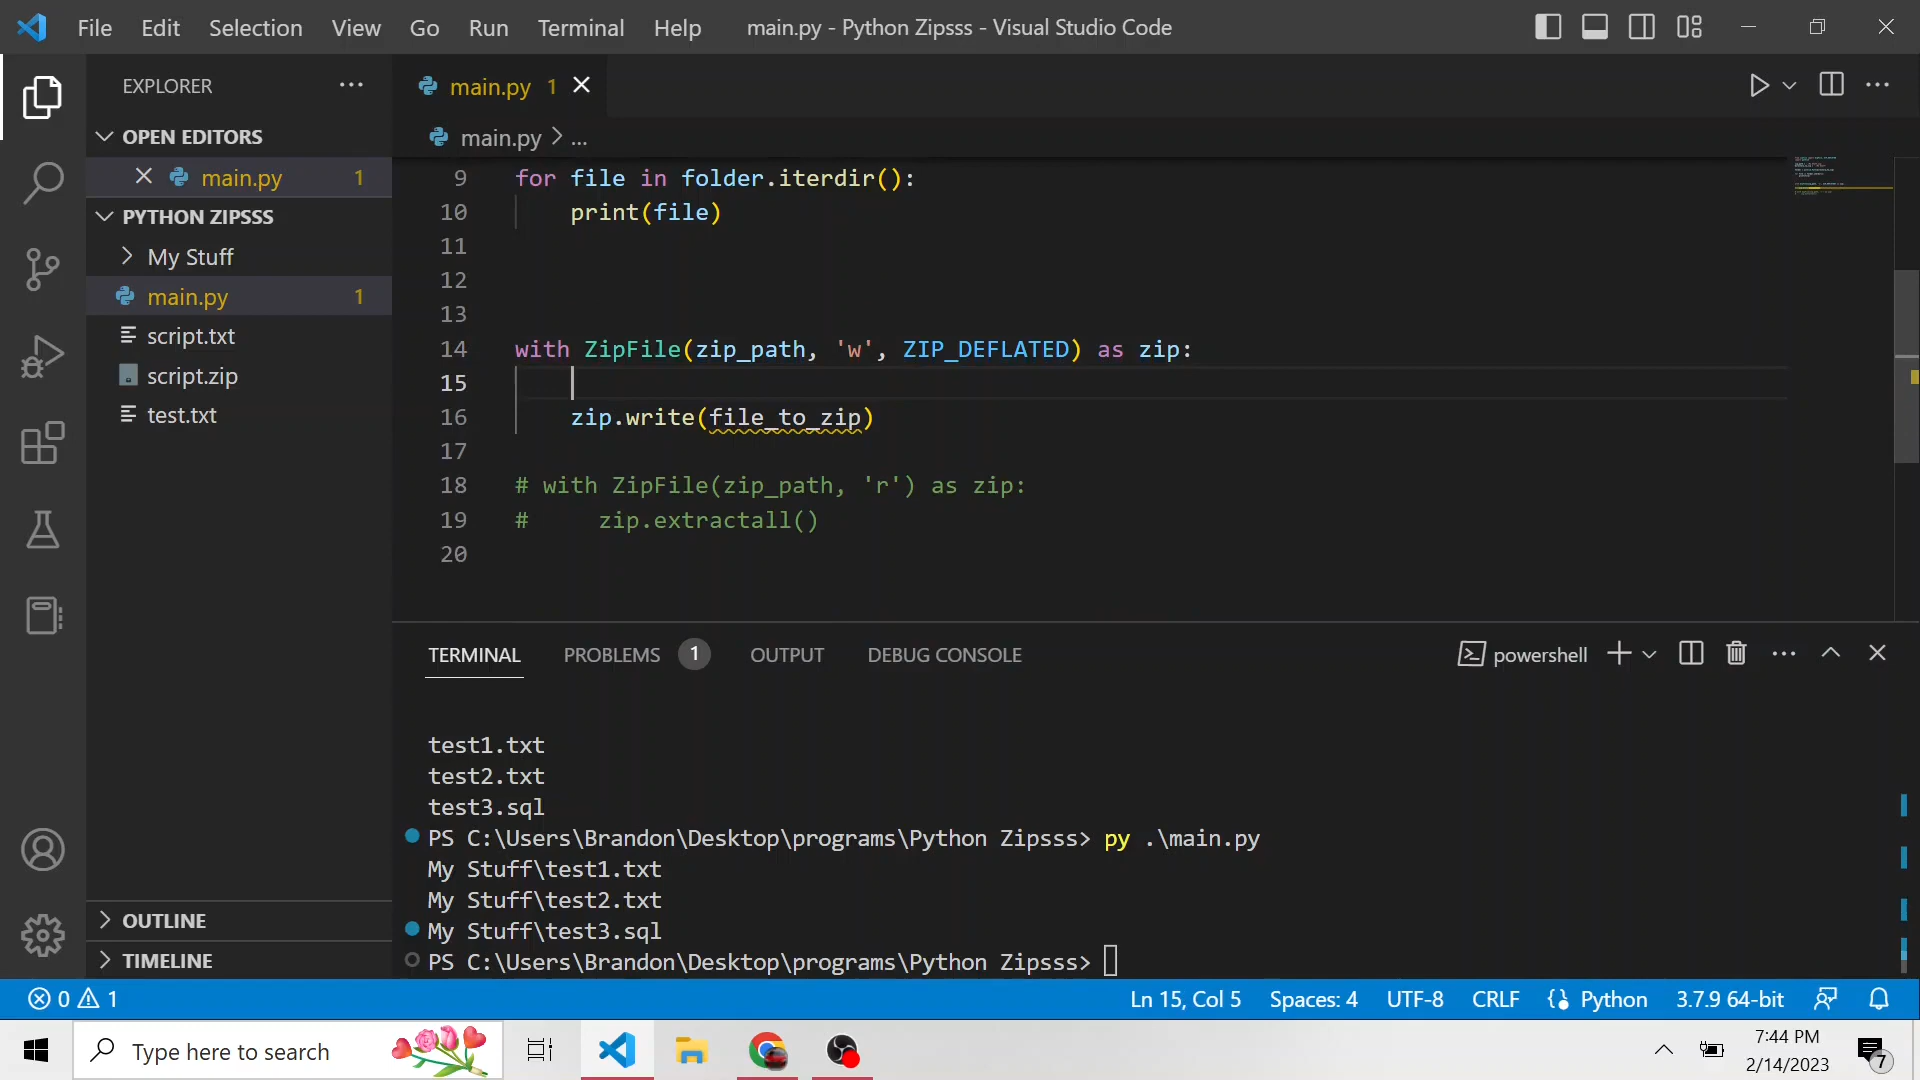 File Edit Selection View Go Run Terminal Help main.py - Python Zipsss - Visual Studio Code
EXPLORER
OPEN EDITORS
main.py 1
PYTHON ZIPSSS
My Stuff
main.py 1
script.txt
script.zip
test.txt
OUTLINE
TIMELINE
main.py 1
main.py > ...
9 for file in folder.iterdir():
10 print(file)
11
12
13
14 with ZipFile(zip_path, 'w', ZIP_DEFLATED) as zip:
15
16 zip.write(file_to_zip)
17
18 # with ZipFile(zip_path, 'r') as zip:
19 # zip.extractall()
20
TERMINAL PROBLEMS 1 OUTPUT DEBUG CONSOLE powershell
test1.txt
test2.txt
test3.sql
PS C:\Users\Brandon\Desktop\programs\Python Zipsss> py .\main.py
My Stuff\test1.txt
My Stuff\test2.txt
My Stuff\test3.sql
PS C:\Users\Brandon\Desktop\programs\Python Zipsss>
0 1 Ln 15, Col 5 Spaces: 4 UTF-8 CRLF Python 3.7.9 64-bit
Type here to search
7:44 PM
2/14/2023
7